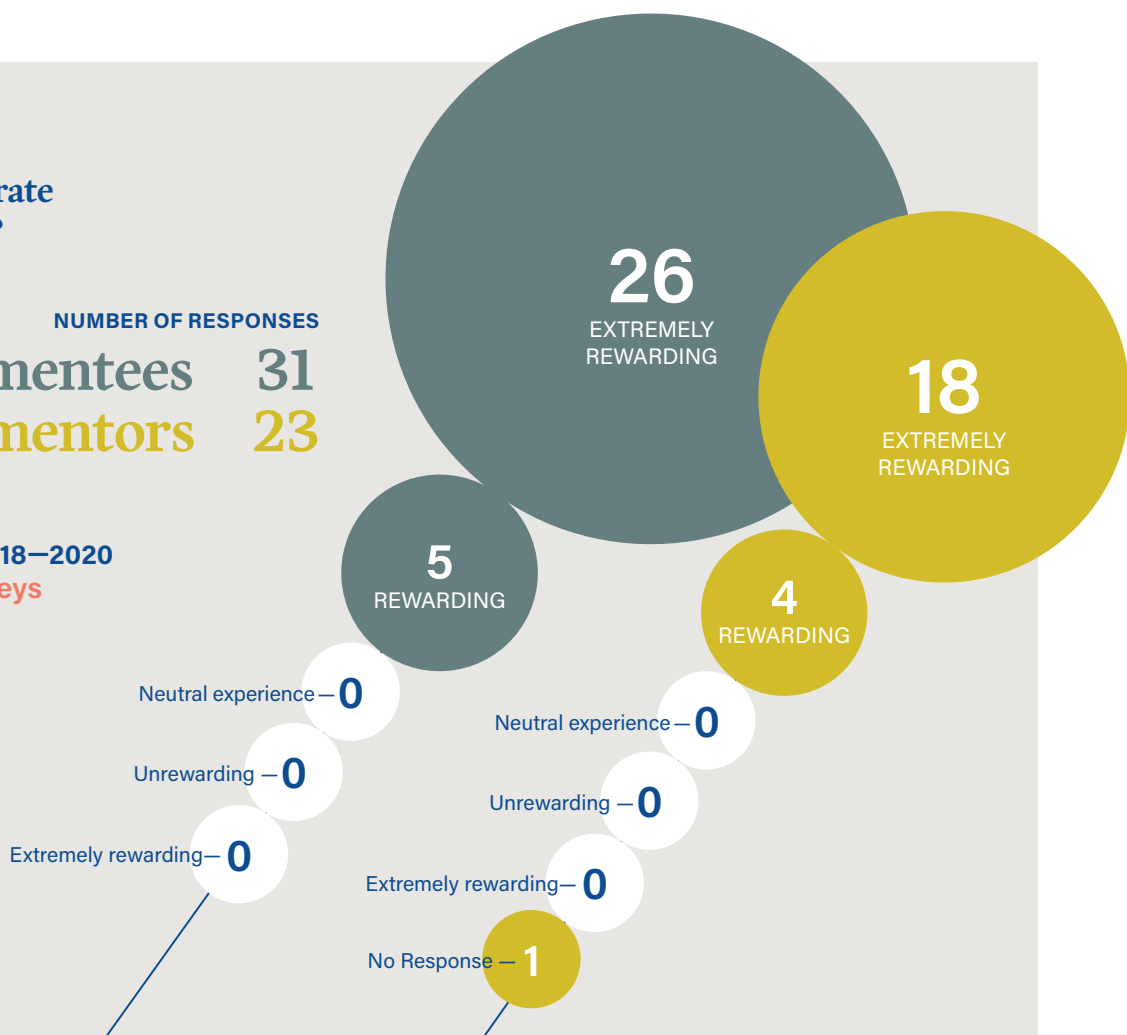 rate
?
NUMBER OF RESPONSES
mentees 31
mentors 23
18—2020
eys
26
EXTREMELY
REWARDING
18
EXTREMELY
REWARDING
5
REWARDING
4
REWARDING
Neutral experience — 0
Unrewarding — 0
Extremely rewarding — 0
Neutral experience — 0
Unrewarding — 0
Extremely rewarding — 0
No Response — 1